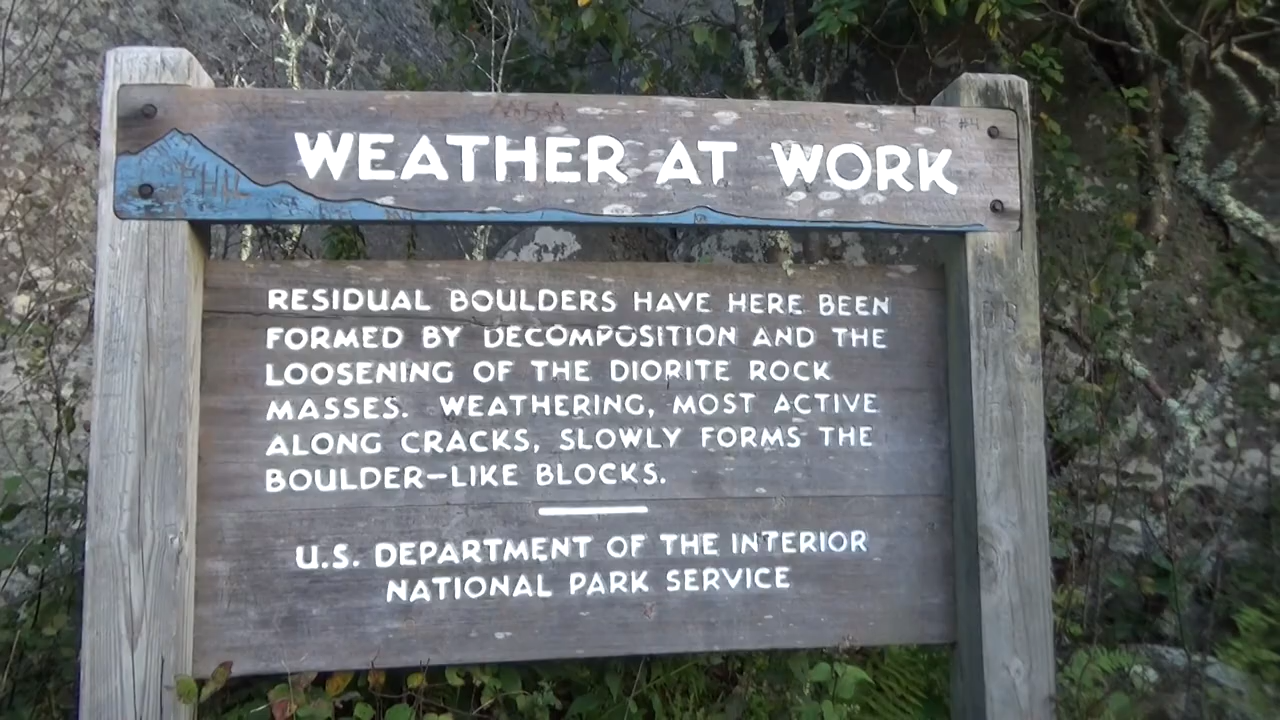 WEATHER AT WORK
RESIDUAL BOULDERS HAVE HERE BEEN
FORMED BY DECOMPOSITION AND THE
LOOSENING OF THE DIORITE ROCK
MASSES. WEATHERING, MOST ACTIVE
ALONG CRACKS, SLOWLY FORMS THE
BOULDER-LIKE BLOCKS.
U.S. DEPARTMENT OF THE INTERIOR
NATIONAL PARK SERVICE